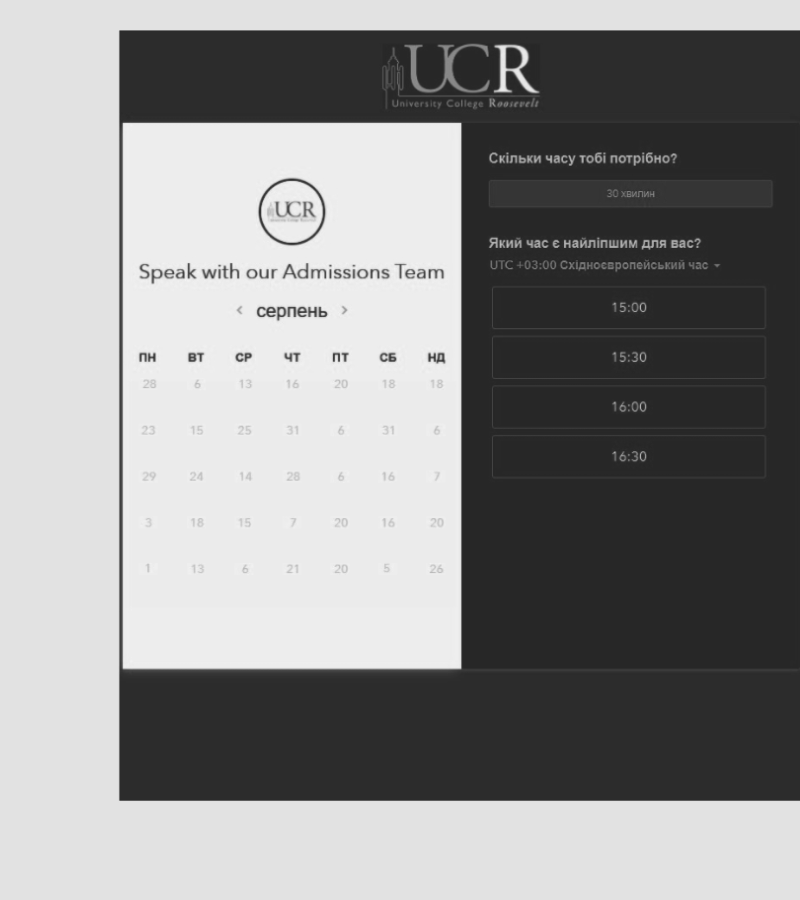 UCR
University College Roosevelt
UCR
Speak with our Admissions Team
< серпень >
ПН ВТ СР ЧТ ПТ СБ НД
28 6 13 16 20 18 18
23 15 25 31 6 31 6
29 24 14 28 6 16 7
3 18 15 7 20 16 20
1 13 6 21 20 5 26
Скільки часу тобі потрібно?
30 хвилин
Який час є найліпшим для вас?
UTC +03:00 Східноєвропейський час
15:00
15:30
16:00
16:30